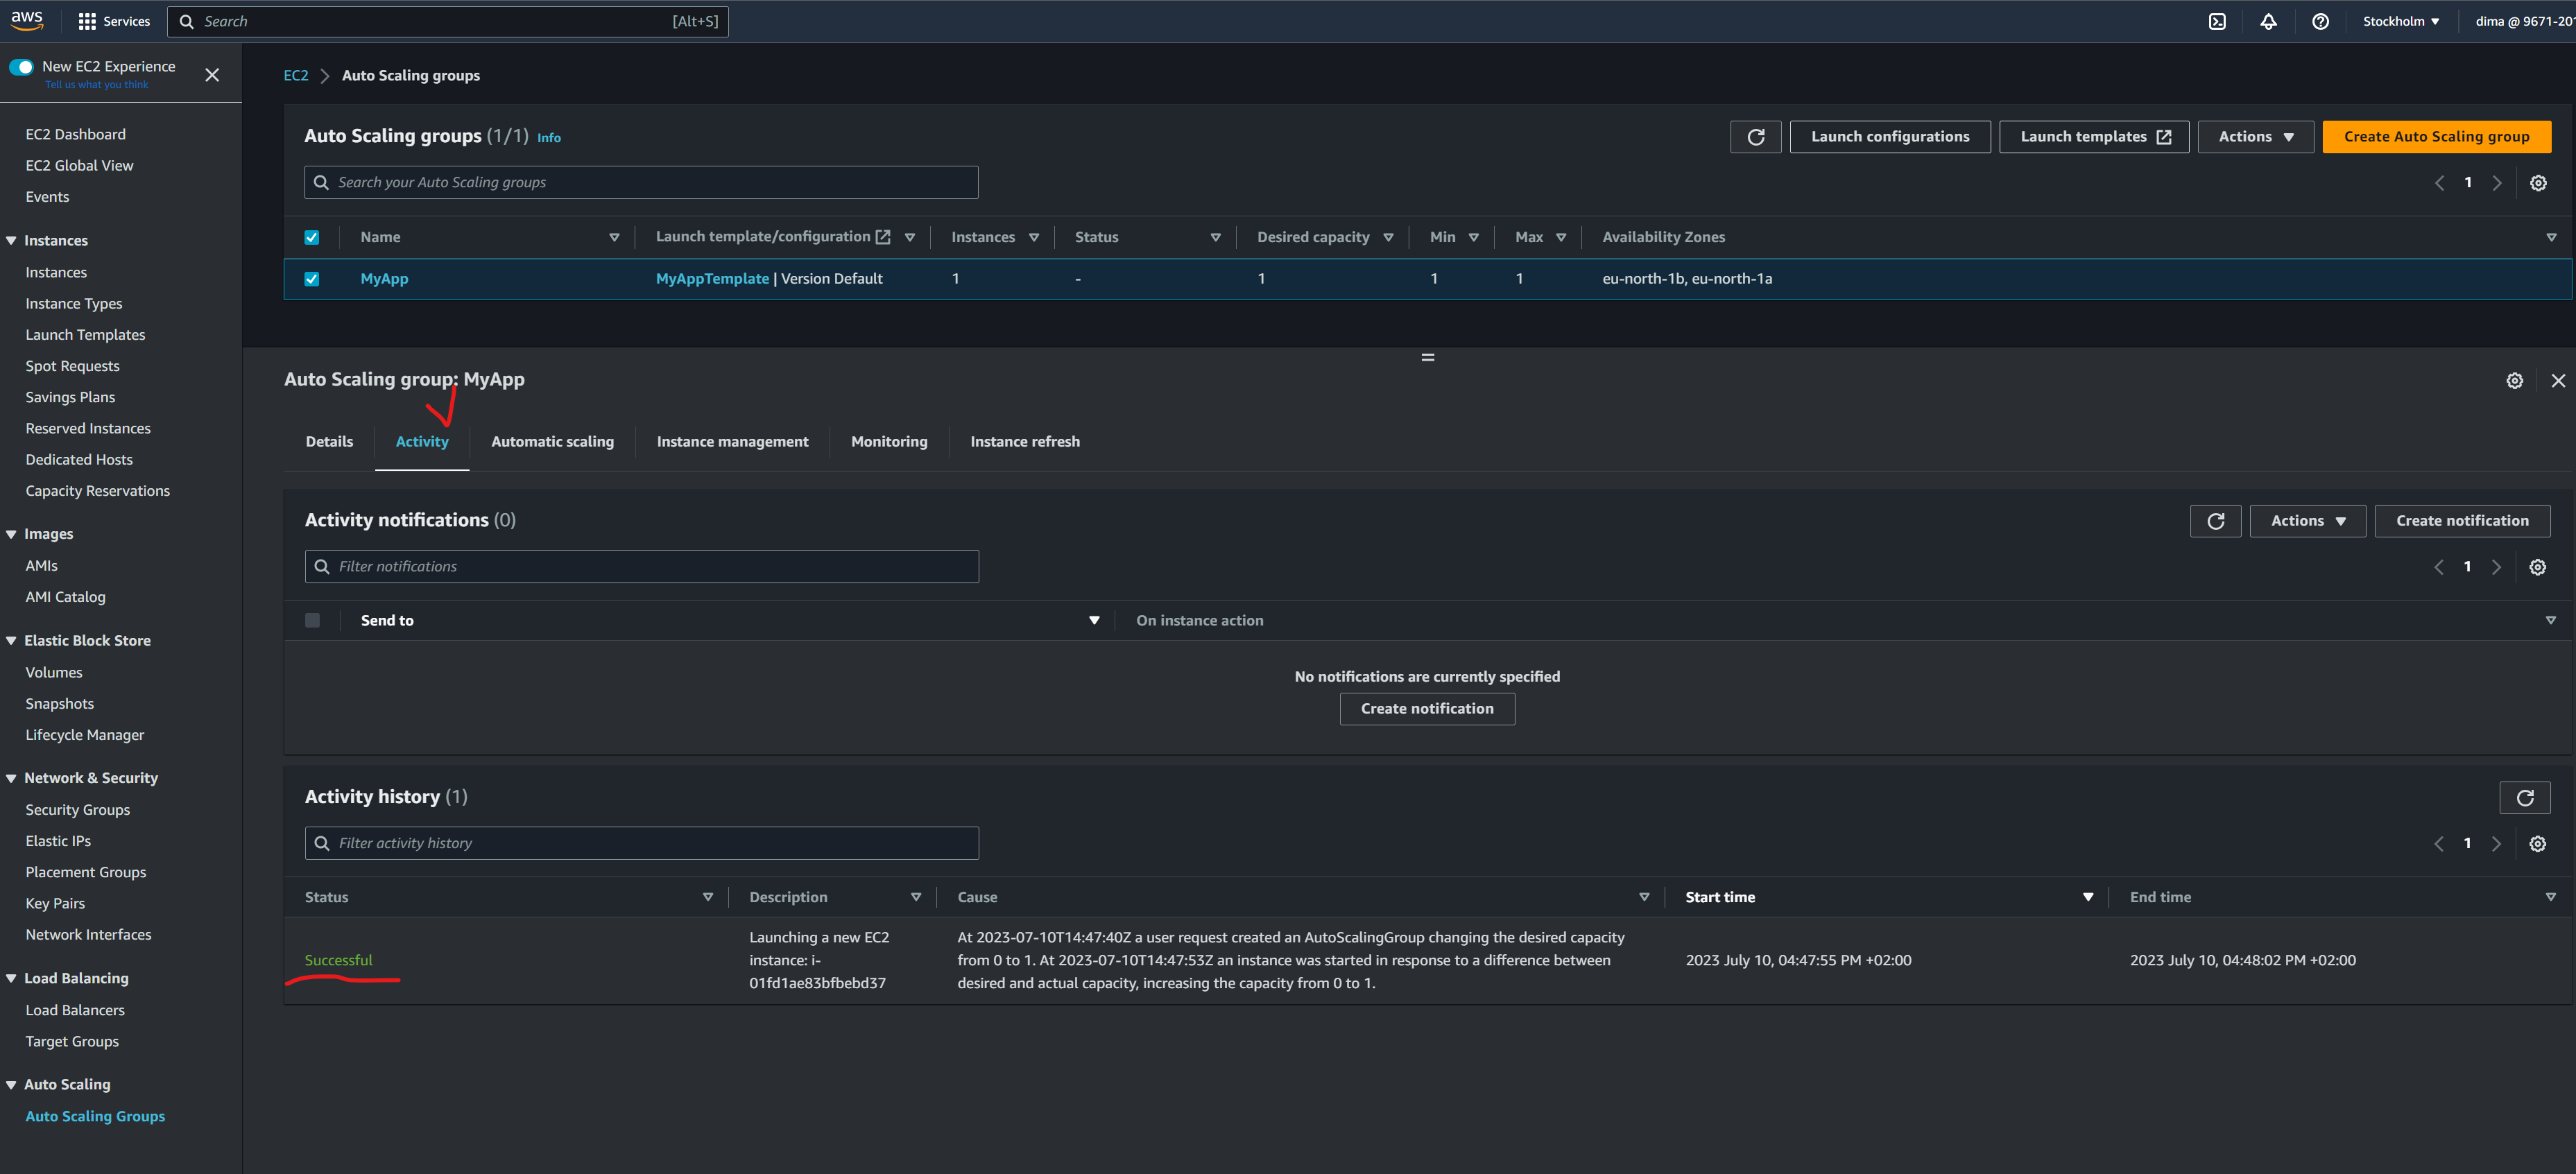 aws
Services
Search
[Alt+S]
Stockholm
dima @ 9671-201
New EC2 Experience
Tell us what you think
EC2 Dashboard
EC2 Global View
Events
Instances
Instances
Instance Types
Launch Templates
Spot Requests
Savings Plans
Reserved Instances
Dedicated Hosts
Capacity Reservations
Images
AMIs
AMI Catalog
Elastic Block Store
Volumes
Snapshots
Lifecycle Manager
Network & Security
Security Groups
Elastic IPs
Placement Groups
Key Pairs
Network Interfaces
Load Balancing
Load Balancers
Target Groups
Auto Scaling
Auto Scaling Groups
EC2 > Auto Scaling groups
Auto Scaling groups (1/1) Info
Launch configurations
Launch templates
Actions
Create Auto Scaling group
Search your Auto Scaling groups
1
Name Launch template/configuration Instances Status Desired capacity Min Max Availability Zones
MyApp MyAppTemplate | Version Default 1 - 1 1 1 eu-north-1b, eu-north-1a
Auto Scaling group: MyApp
Details Activity Automatic scaling Instance management Monitoring Instance refresh
Activity notifications (0)
Actions
Create notification
Filter notifications
1
Send to On instance action
No notifications are currently specified
Create notification
Activity history (1)
Filter activity history
1
Status Description Cause Start time End time
Successful
Launching a new EC2
instance: i-
01fd1ae83bfbebd37
At 2023-07-10T14:47:40Z a user request created an AutoScalingGroup changing the desired capacity
from 0 to 1. At 2023-07-10T14:47:53Z an instance was started in response to a difference between
desired and actual capacity, increasing the capacity from 0 to 1.
2023 July 10, 04:47:55 PM +02:00
2023 July 10, 04:48:02 PM +02:00